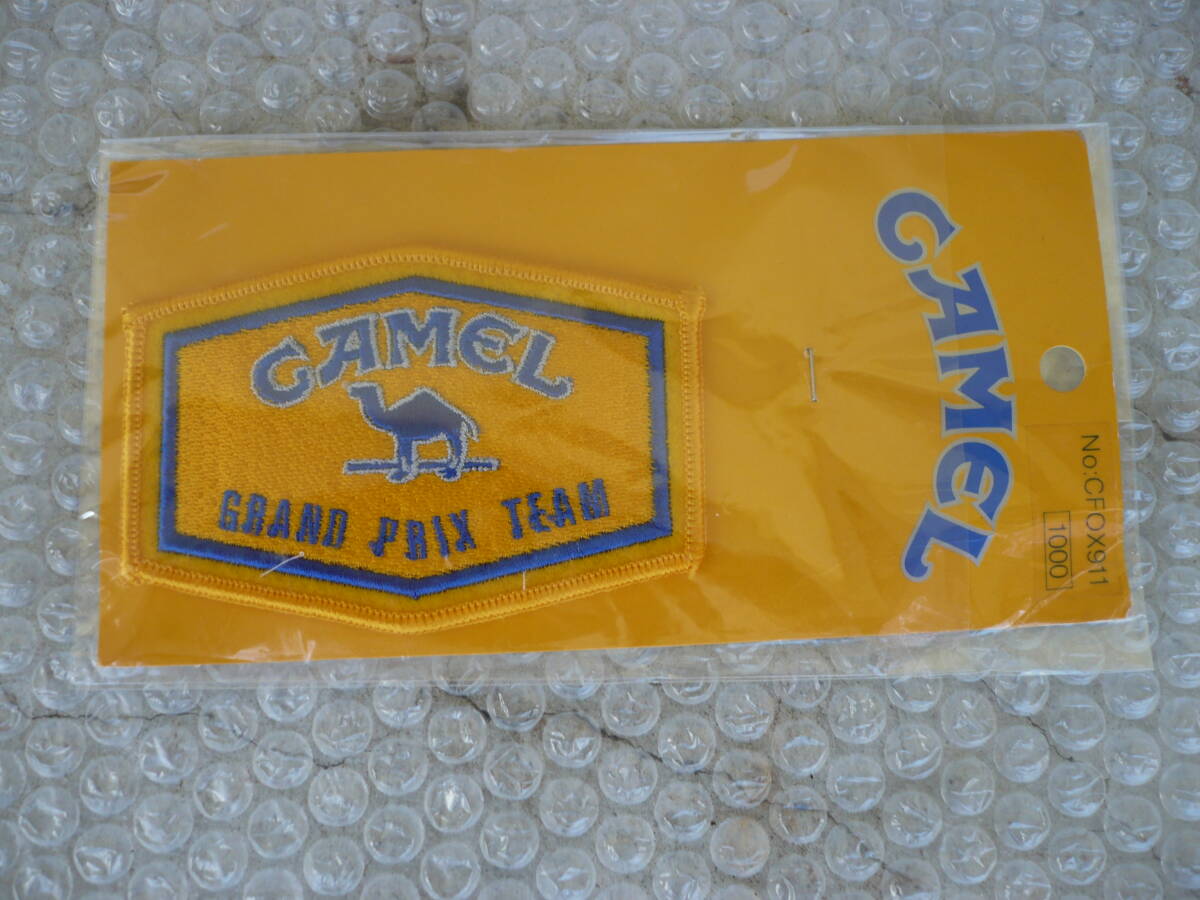 CAMEL
GRAND PRIX TEAM
CAMEL
No:CFOX911
1000